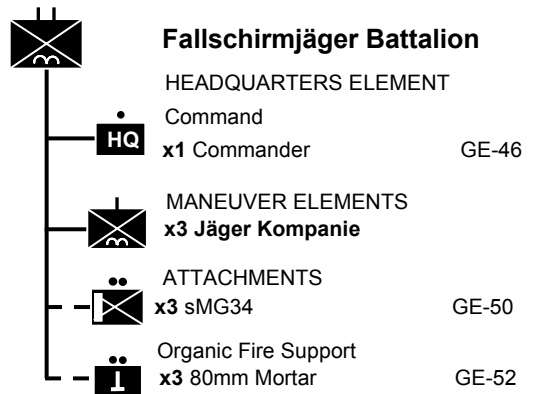 Fallschirmjäger Battalion
HEADQUARTERS ELEMENT
Command
HQ
x1 Commander GE-46
MANEUVER ELEMENTS
x3 Jäger Kompanie
ATTACHMENTS
x3 sMG34 GE-50
Organic Fire Support
x3 80mm Mortar GE-52